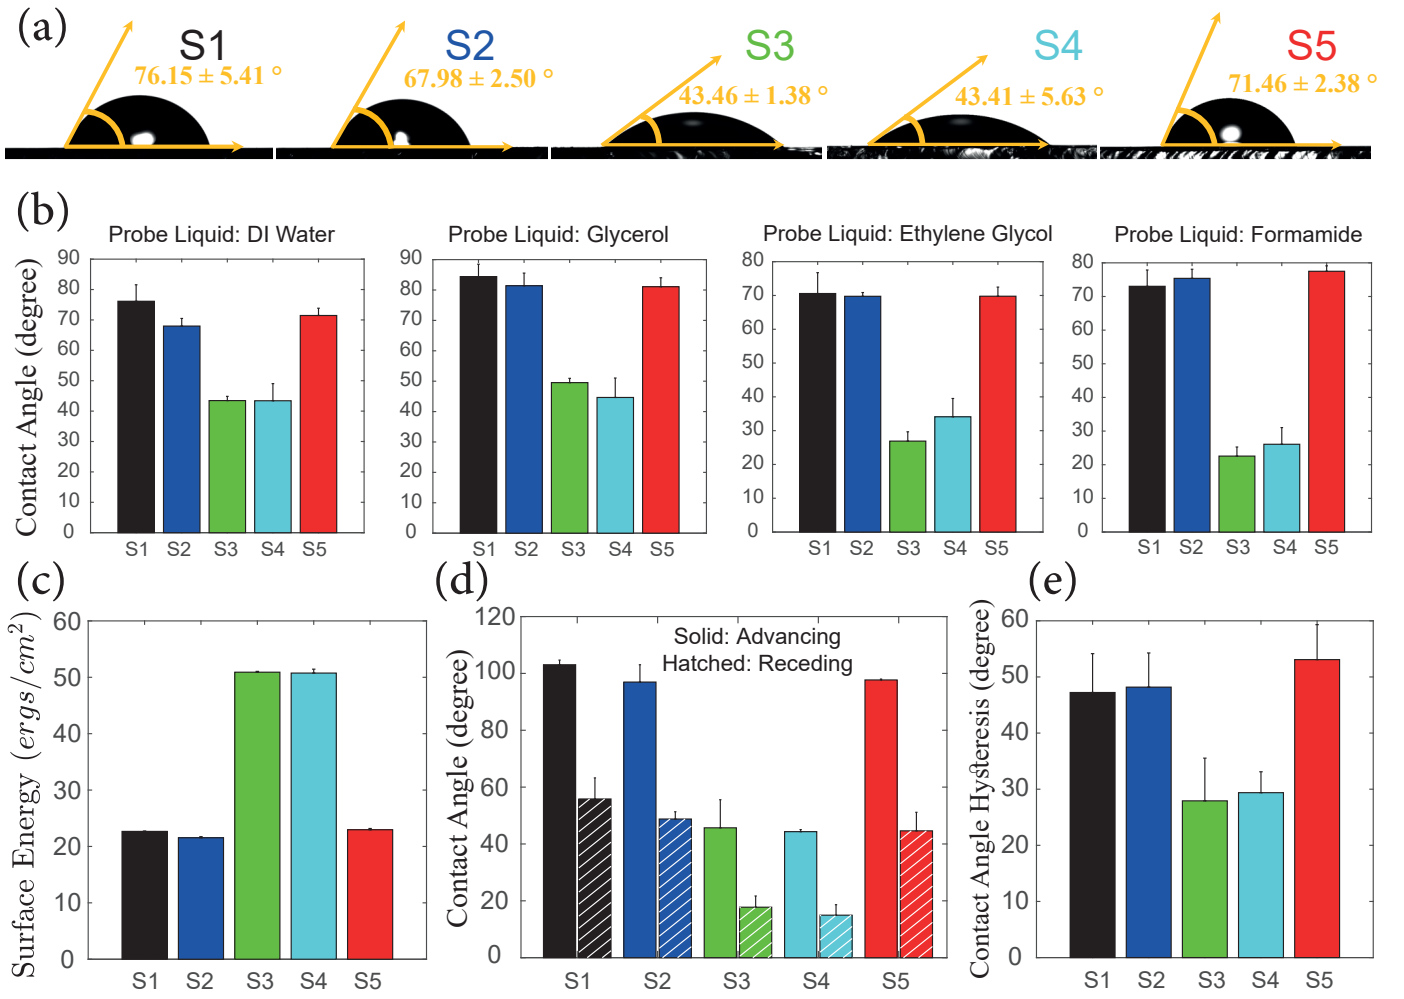 (a)
S1 S2 S3 S4 S5
76.15 ± 5.41 ° 67.98 ± 2.50 ° 43.46 ± 1.38 ° 43.41 ± 5.63 ° 71.46 ± 2.38 °
(b)
Probe Liquid: DI Water
Contact Angle (degree)
90
80
70
60
50
40
30
20
10
0
S1 S2 S3 S4 S5
Probe Liquid: Glycerol
90
80
70
60
50
40
30
20
10
0
S1 S2 S3 S4 S5
Probe Liquid: Ethylene Glycol
80
70
60
50
40
30
20
10
0
S1 S2 S3 S4 S5
Probe Liquid: Formamide
80
70
60
50
40
30
20
10
0
S1 S2 S3 S4 S5
(c)
Surface Energy (ergs/cm²)
60
50
40
30
20
10
0
S1 S2 S3 S4 S5
(d)
Contact Angle (degree)
Solid: Advancing
Hatched: Receding
120
100
80
60
40
20
0
S1 S2 S3 S4 S5
(e)
Contact Angle Hysteresis (degree)
60
50
40
30
20
10
0
S1 S2 S3 S4 S5